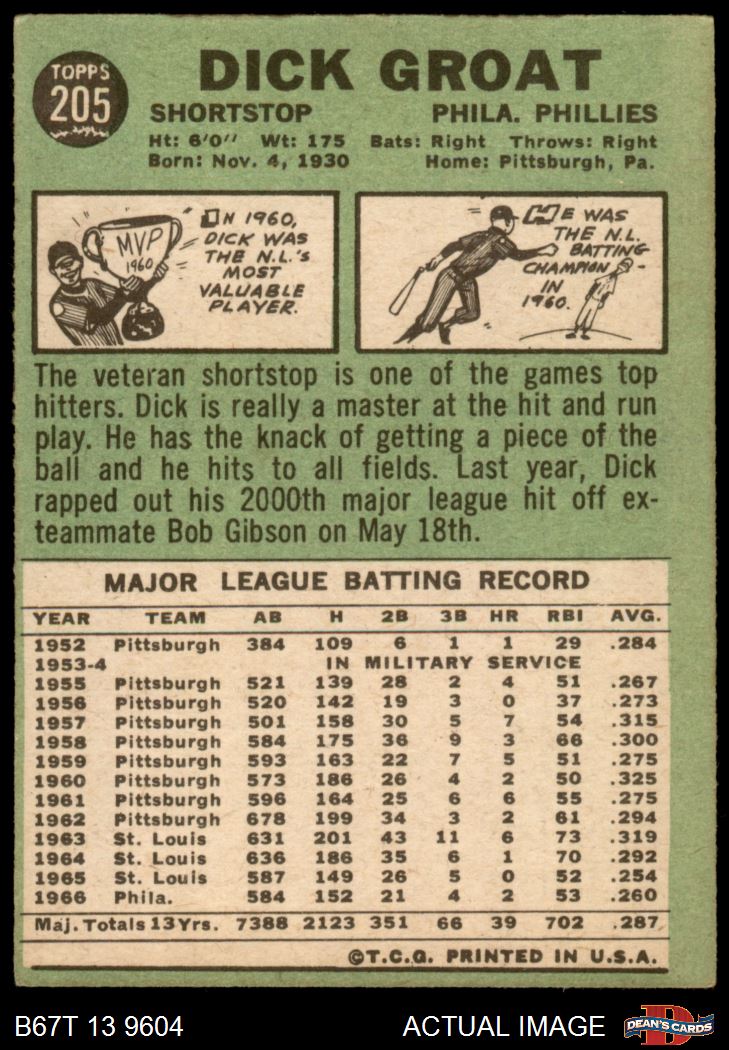 TOPPS
205
DICK GROAT
SHORTSTOP PHILA. PHILLIES
Ht: 6'0" Wt: 175 Bats: Right Throws: Right
Born: Nov. 4, 1930 Home: Pittsburgh, Pa.
MVP
1960
IN 1960,
DICK WAS
THE N.L.'s
MOST
VALUABLE
PLAYER.
HE WAS
THE N.L.
BATTING
CHAMPION
IN
1960.
The veteran shortstop is one of the games top
hitters. Dick is really a master at the hit and run
play. He has the knack of getting a piece of the
ball and he hits to all fields. Last year, Dick
rapped out his 2000th major league hit off ex-
teammate Bob Gibson on May 18th.
MAJOR LEAGUE BATTING RECORD
YEAR TEAM AB H 2B 3B HR RBI AVG.
1952 Pittsburgh 384 109 6 1 1 29 .284
1953-4 IN MILITARY SERVICE
1955 Pittsburgh 521 139 28 2 4 51 .267
1956 Pittsburgh 520 142 19 3 0 37 .273
1957 Pittsburgh 501 158 30 5 7 54 .315
1958 Pittsburgh 584 175 36 9 3 66 .300
1959 Pittsburgh 593 163 22 7 5 51 .275
1960 Pittsburgh 573 186 26 4 2 50 .325
1961 Pittsburgh 596 164 25 6 6 55 .275
1962 Pittsburgh 678 199 34 3 2 61 .294
1963 St. Louis 631 201 43 11 6 73 .319
1964 St. Louis 636 186 35 6 1 70 .292
1965 St. Louis 587 149 26 5 0 52 .254
1966 Phila. 584 152 21 4 2 53 .260
Maj. Totals 13 Yrs. 7388 2123 351 66 39 702 .287
©T.C.G. PRINTED IN U.S.A.
B67T 13 9604 ACTUAL IMAGE
D
DEAN'S CARDS